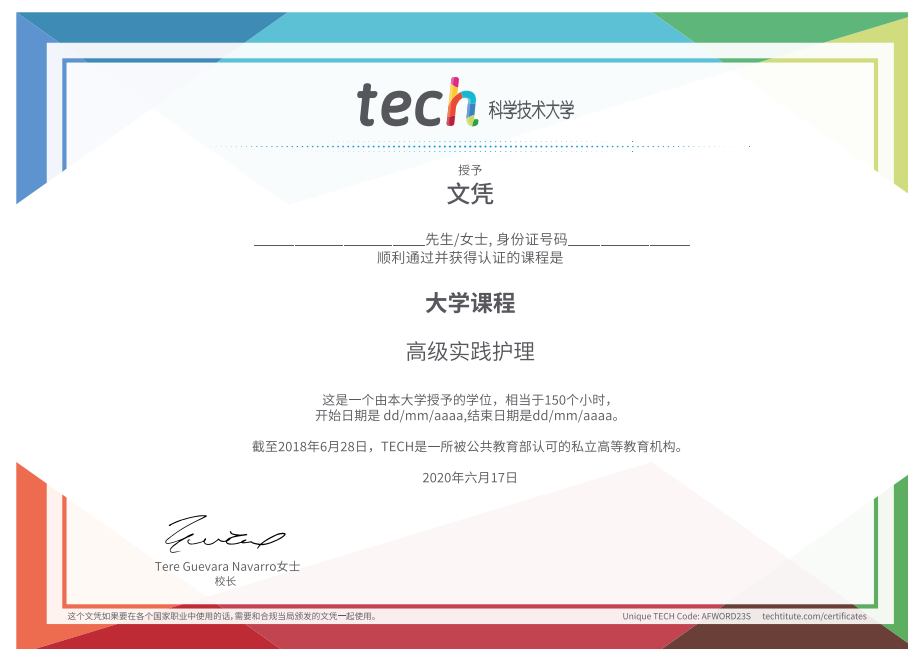 tech 科学技术大学
授予
文凭
________________________先生/女士, 身份证号码_________________
顺利通过并获得认证的课程是
大学课程
高级实践护理
这是一个由本大学授予的学位，相当于150个小时，
开始日期是 dd/mm/aaaa,结束日期是dd/mm/aaaa。
截至2018年6月28日，TECH是一所被公共教育部认可的私立高等教育机构。
2020年六月17日
Tere Guevara Navarro女士
校长
这个文凭如果要在各个国家职业中使用的话,需要和合规当局颁发的文凭一起使用。
Unique TECH Code: AFWORD23S techtitute.com/certificates